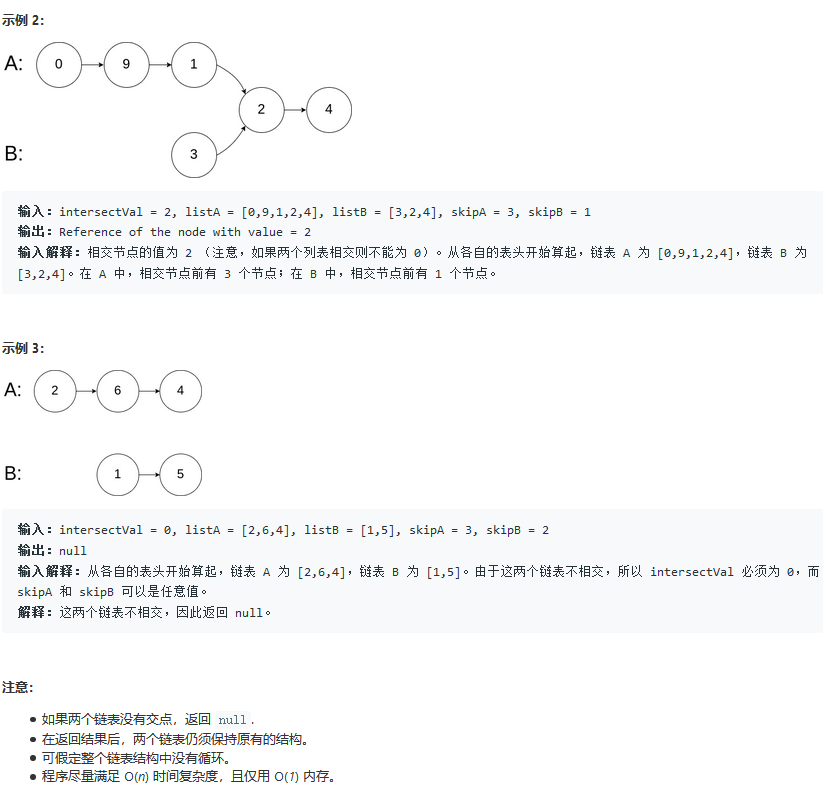 示例 2:
A: 0 9 1
2 4
B: 3
输入: intersectVal = 2, listA = [0,9,1,2,4], listB = [3,2,4], skipA = 3, skipB = 1
输出: Reference of the node with value = 2
输入解释: 相交节点的值为 2 (注意,如果两个列表相交则不能为 0)。从各自的表头开始算起,链表 A 为 [0,9,1,2,4],链表 B 为
[3,2,4]。在 A 中,相交节点前有 3 个节点;在 B 中,相交节点前有 1 个节点。
示例 3:
A: 2 6 4
B: 1 5
输入: intersectVal = 0, listA = [2,6,4], listB = [1,5], skipA = 3, skipB = 2
输出: null
输入解释: 从各自的表头开始算起,链表 A 为 [2,6,4],链表 B 为 [1,5]。由于这两个链表不相交,所以 intersectVal 必须为 0,而
skipA 和 skipB 可以是任意值。
解释: 这两个链表不相交,因此返回 null。
注意:
● 如果两个链表没有交点,返回 null.
● 在返回结果后,两个链表仍须保持原有的结构。
● 可假定整个链表结构中没有循环。
● 程序尽量满足 O(n) 时间复杂度,且仅用 O(1) 内存。